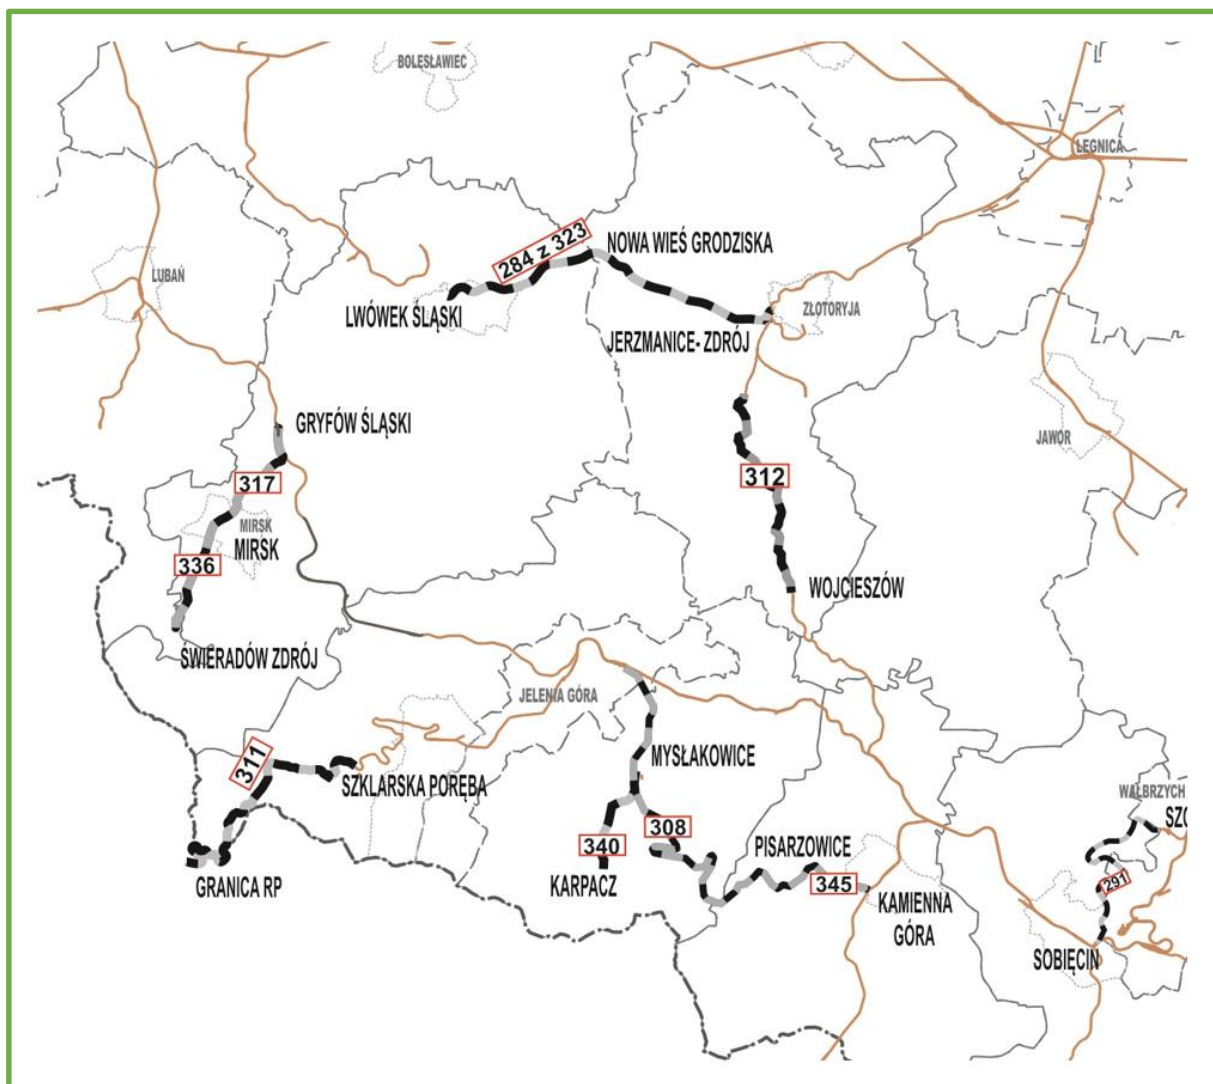 BOLESŁAWIEC
LEGNICA
284 z 323
NOWA WIEŚ GRODZISKA
LUBAŃ
LWÓWEK ŚLĄSKI
ZŁOTORYJA
JERZMANICE- ZDRÓJ
GRYFÓW ŚLĄSKI
JAWOR
317
312
MIRSK
MIRSK
336
WOJCIESZÓW
ŚWIERADÓW ZDRÓJ
JELENIA GÓRA
311
MYSŁAKOWICE
SZKLARSKA PORĘBA
WAŁBRZYCH
SZC
308
340
PISARZOWICE
GRANICA RP
KARPACZ
345
291
KAMIENNA
GÓRA
SOBIĘCIN